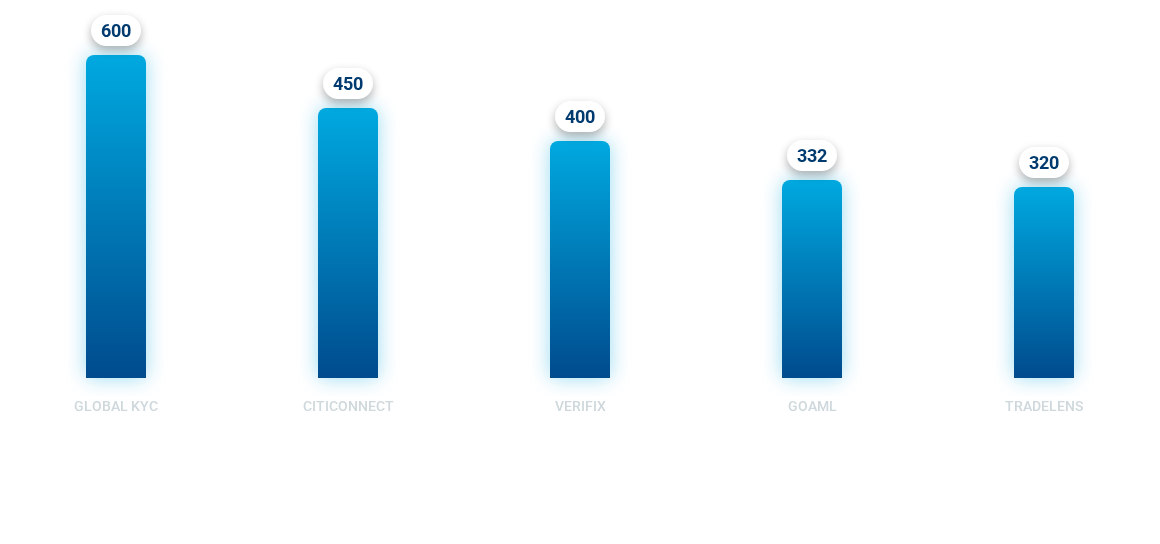 600
450
400
332
320
GLOBAL KYC
CITICONNECT
VERIFIX
GOAML
TRADELENS